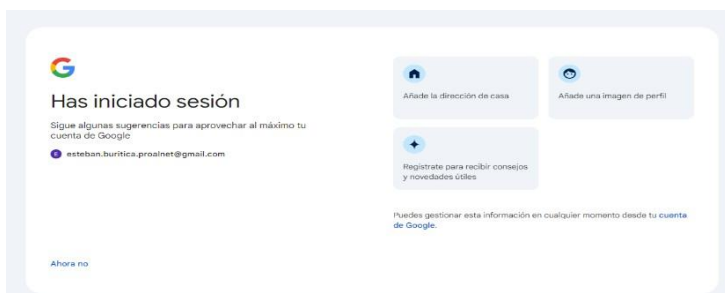 Has iniciado sesión
Sigue algunas sugerencias para aprovechar al máximo tu
cuenta de Google
E esteban.buritica.proalnet@gmail.com
Ahora no
Añade la dirección de casa
Añade una imagen de perfil
Regístrate para recibir consejos
y novedades útiles
Puedes gestionar esta información en cualquier momento desde tu cuenta
de Google.